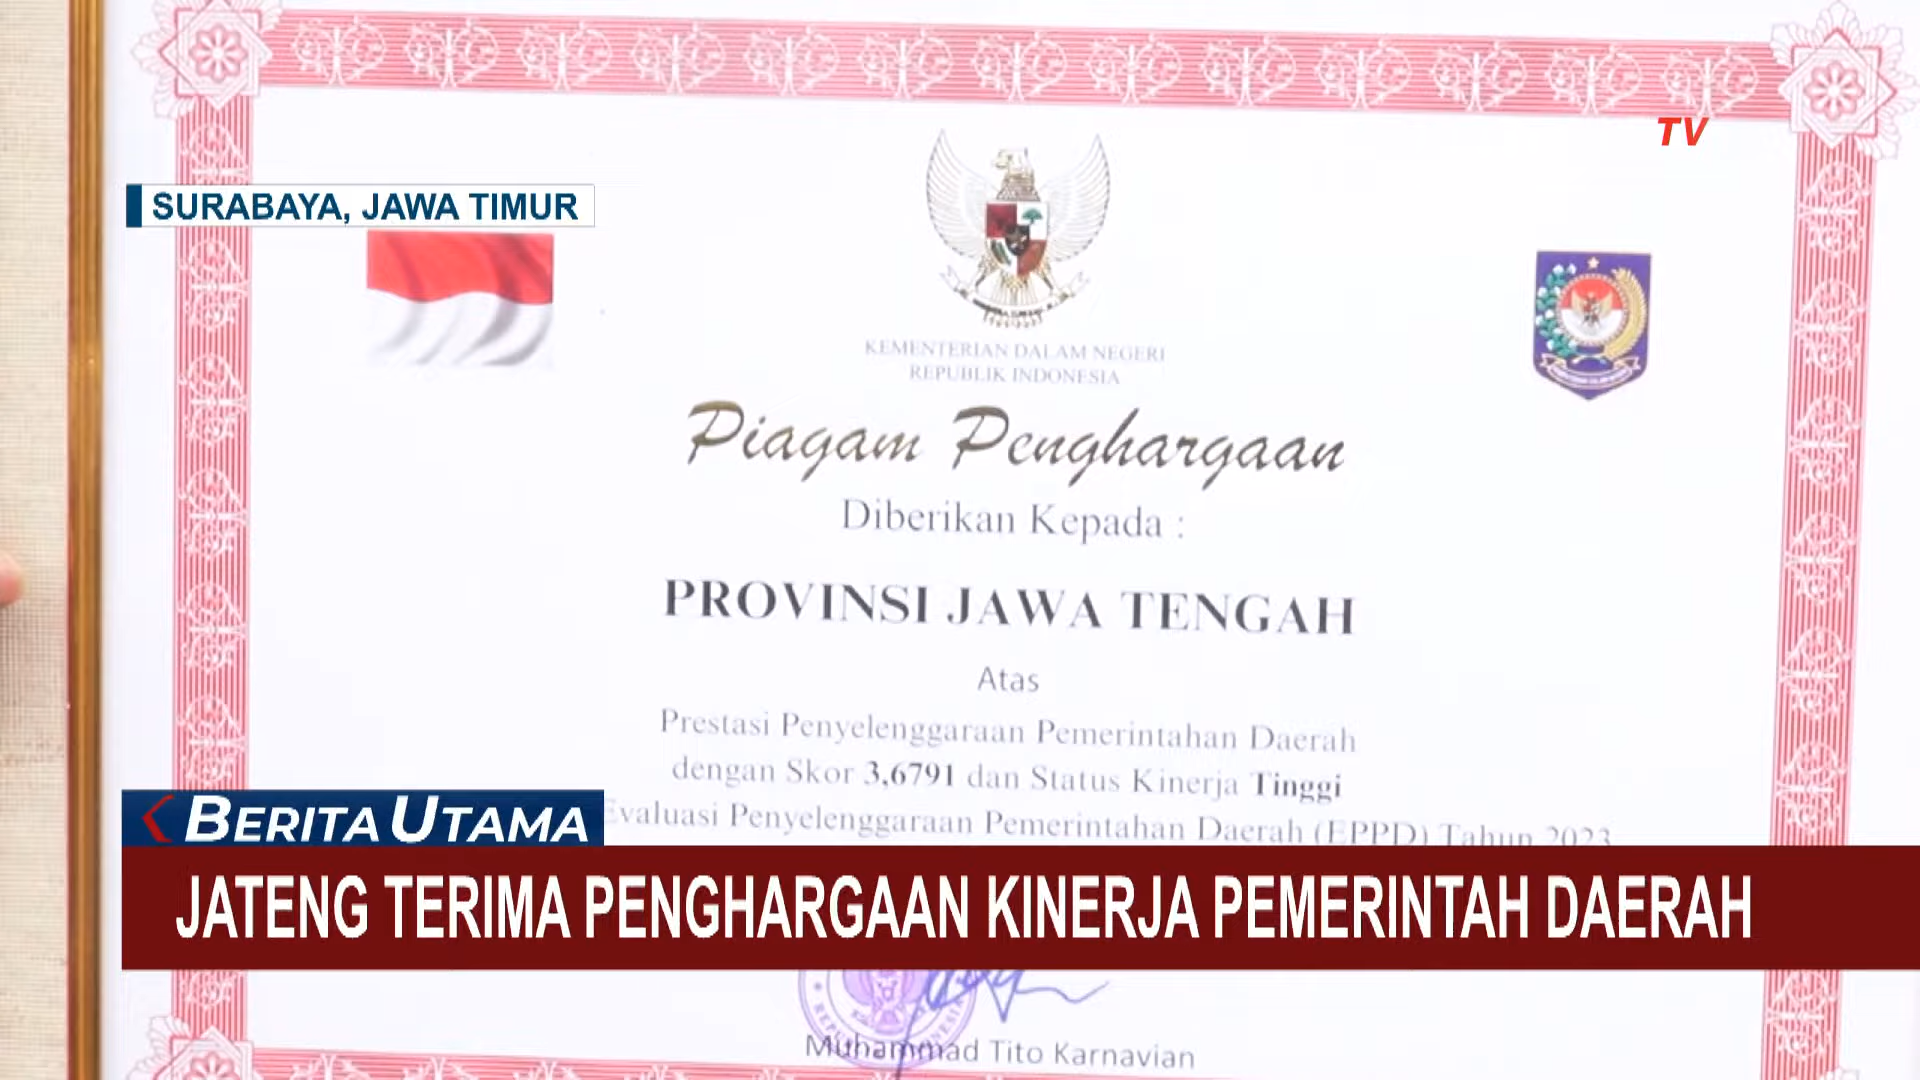 TV
SURABAYA, JAWA TIMUR
KEMENTERIAN DALAM NEGERI
REPUBLIK INDONESIA
Piagam Penghargaan
Diberikan Kepada :
PROVINSI JAWA TENGAH
Atas
Prestasi Penyelenggaraan Pemerintahan Daerah
dengan Skor 3,6791 dan Status Kinerja Tinggi
Evaluasi Penyelenggaraan Pemerintahan Daerah (EPPD) Tahun 2023
BERITA UTAMA
JATENG TERIMA PENGHARGAAN KINERJA PEMERINTAH DAERAH
Muhammad Tito Karnavian